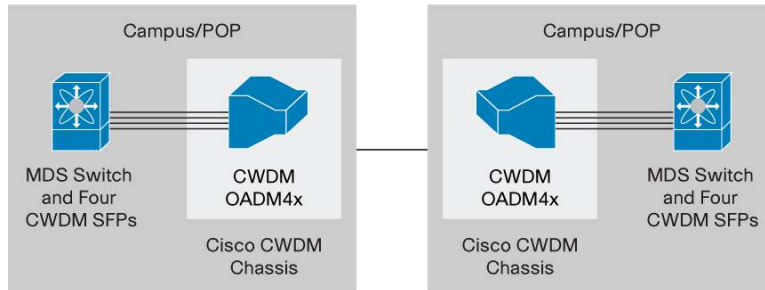 Campus/POP
MDS Switch
and Four
CWDM SFPs
CWDM
OADM4x
Cisco CWDM
Chassis
Campus/POP
CWDM
OADM4x
Cisco CWDM
Chassis
MDS Switch
and Four
CWDM SFPs